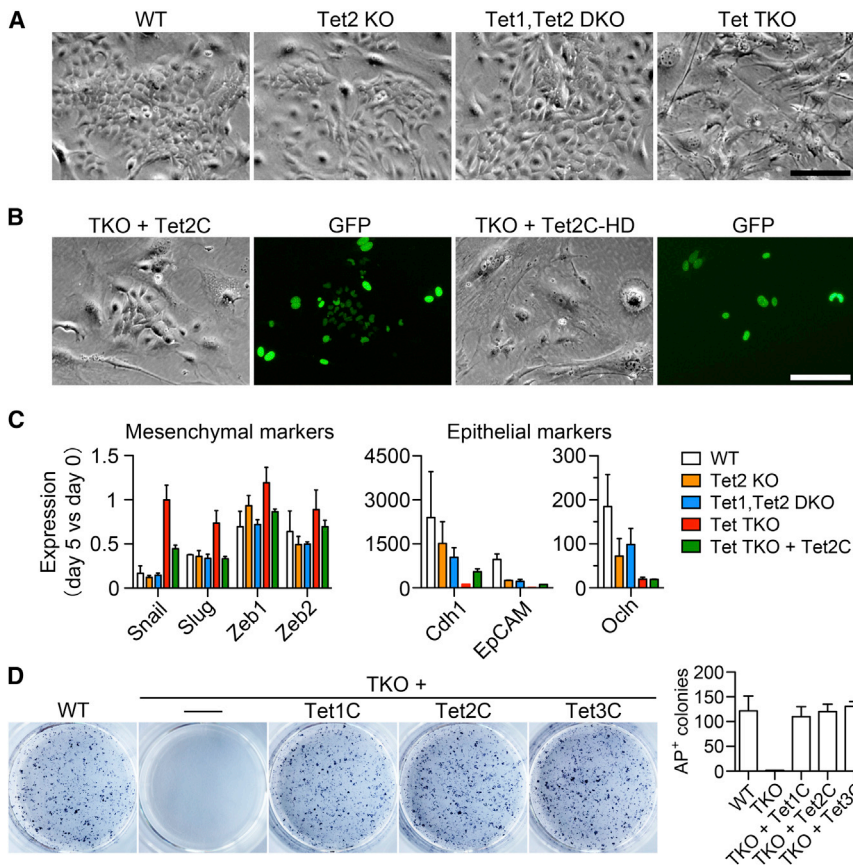 A
WT
Tet2 KO
Tet1,Tet2 DKO
Tet TKO
B
TKO + Tet2C
GFP
TKO + Tet2C-HD
GFP
C
Mesenchymal markers
Epithelial markers
Expression
(day 5 vs day 0)
1.5
1
0.5
0
Snail
Slug
Zeb1
Zeb2
4500
3000
1500
0
Cdh1
EpCAM
300
200
100
0
Ocln
WT
Tet2 KO
Tet1,Tet2 DKO
Tet TKO
Tet TKO + Tet2C
D
TKO +
WT
—
Tet1C
Tet2C
Tet3C
AP+ colonies
200
150
100
50
0
WT
TKO
TKO + Tet1C
TKO + Tet2C
TKO + Tet3C